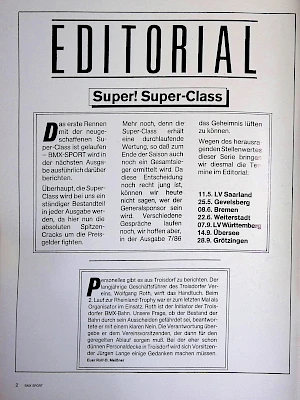 EDITORIAL
Super! Super-Class
Das erste Rennen
mit der neuge-
schaffenen Su-
per-Class ist gelaufen
– BMX-SPORT wird in
der nächsten Ausga-
be ausführlich darüber
berichten.
Überhaupt, die Super-
Class wird bei uns ein
ständiger Bestandteil
in jeder Ausgabe wer-
den, da hier nun die
absoluten Spitzen-
Cracks um die Preis-
gelder fighten.
Mehr noch, denn die
Super-Class erhält
eine durchlaufende
Wertung, so daß zum
Ende der Saison auch
noch ein Gesamtsie-
ger ermittelt wird. Da
diese Entscheidung
noch recht jung ist,
können wir heute
nicht sagen, wer der
Generalsponsor sein
wird. Verschiedene
Gespräche laufen
noch, wir hoffen aber,
in der Ausgabe 7/86
das Geheimnis lüften
zu können.
Wegen des herausra-
genden Stellenwertes
dieser Serie bringen
wir diesmal die Ter-
mine im Editorial:
11.5. LV Saarland
25.5. Gevelsberg
08.6. Bremen
22.6. Weiterstadt
07.9. LV Württemberg
14.9. Übersee
28.9. Grötzingen
Personelles gibt es aus Troisdorf zu berichten. Der
langjährige Geschäftsführer des Troisdorfer Ver-
eins, Wolfgang Roth, wirft das Handtuch. Beim
2. Lauf zur Rheinland-Trophy war er zum letzten Mal als
Organisator im Einsatz. Roth ist der Initiator der Trois-
dorfer BMX-Bahn. Unsere Frage, ob der Bestand der
Bahn durch sein Ausscheiden gefährdet sei, beantwor-
tete er mit einem klaren Nein. Die Verantwortung über-
gabe er dem Vereinsvorsitzenden, der dann für den
geregelten Ablauf sorgen muß. Bei der eher schon
dünnen Personaldecke in Troisdorf wird sich Vorsitzen-
der Jürgen Lange einige Gedanken machen müssen.
Euer Rolf G. Meißner
2 BMX-SPORT